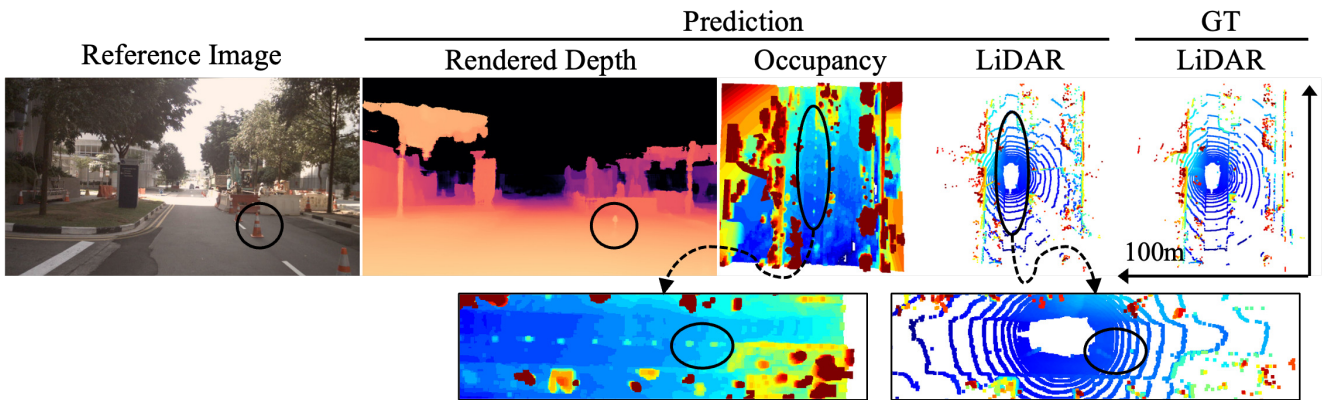 Prediction
GT
Reference Image
Rendered Depth
Occupancy
LiDAR
LiDAR
100m